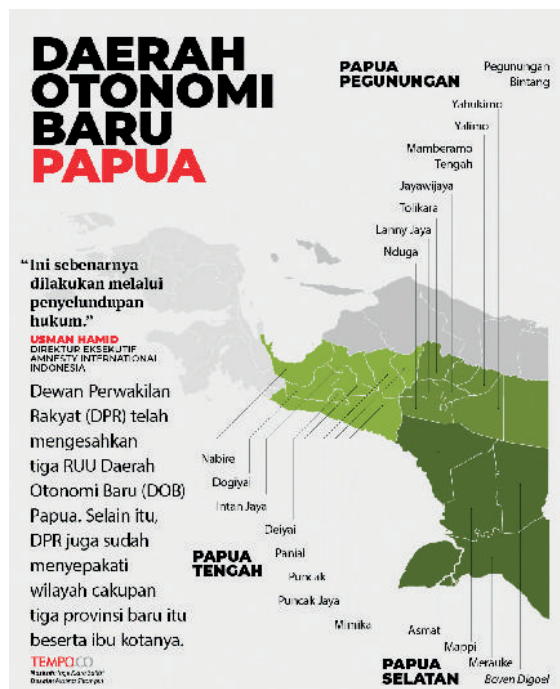 DAERAH
OTONOMI
BARU
PAPUA
“Ini sebenarnya
dilakukan melalui
penyelundupan
hukum.”
USMAN HAMID
DIREKTUR EKSEKUTIF
AMNESTY INTERNATIONAL
INDONESIA
Dewan Perwakilan
Rakyat (DPR) telah
mengesahkan
tiga RUU Daerah
Otonomi Baru (DOB)
Papua. Selain itu,
DPR juga sudah
menyepakati
wilayah cakupan
tiga provinsi baru itu
beserta ibu kotanya.
TEMPO.CO
PAPUA
PEGUNUNGAN
Pegunungan
Bintang
Yahukimo
Yalimo
Mamberamo
Tengah
Jayawijaya
Tolikara
Lanny Jaya
Nduga
PAPUA
TENGAH
Nabire
Dogiyai
Intan Jaya
Deiyai
Paniai
Puncak
Puncak Jaya
Mimika
PAPUA
SELATAN
Asmat
Mappi
Merauke
Boven Digoel